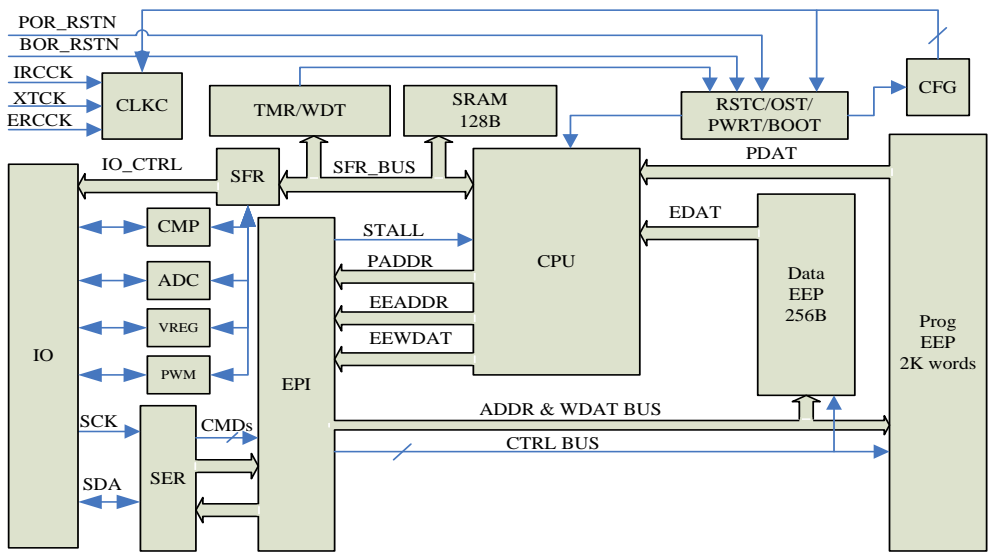 POR_RSTN
BOR_RSTN
IRCCK
XTCK
ERCCK
CLKC
TMR/WDT
SRAM
128B
RSTC/OST/
PWRT/BOOT
CFG
IO_CTRL
SFR
SFR_BUS
PDAT
CMP
ADC
VREG
PWM
IO
STALL
PADDR
EEADDR
EEWDAT
EPI
CPU
EDAT
Data
EEP
256B
Prog
EEP
2K words
ADDR & WDAT BUS
CTRL BUS
SCK
CMDs
SER
SDA